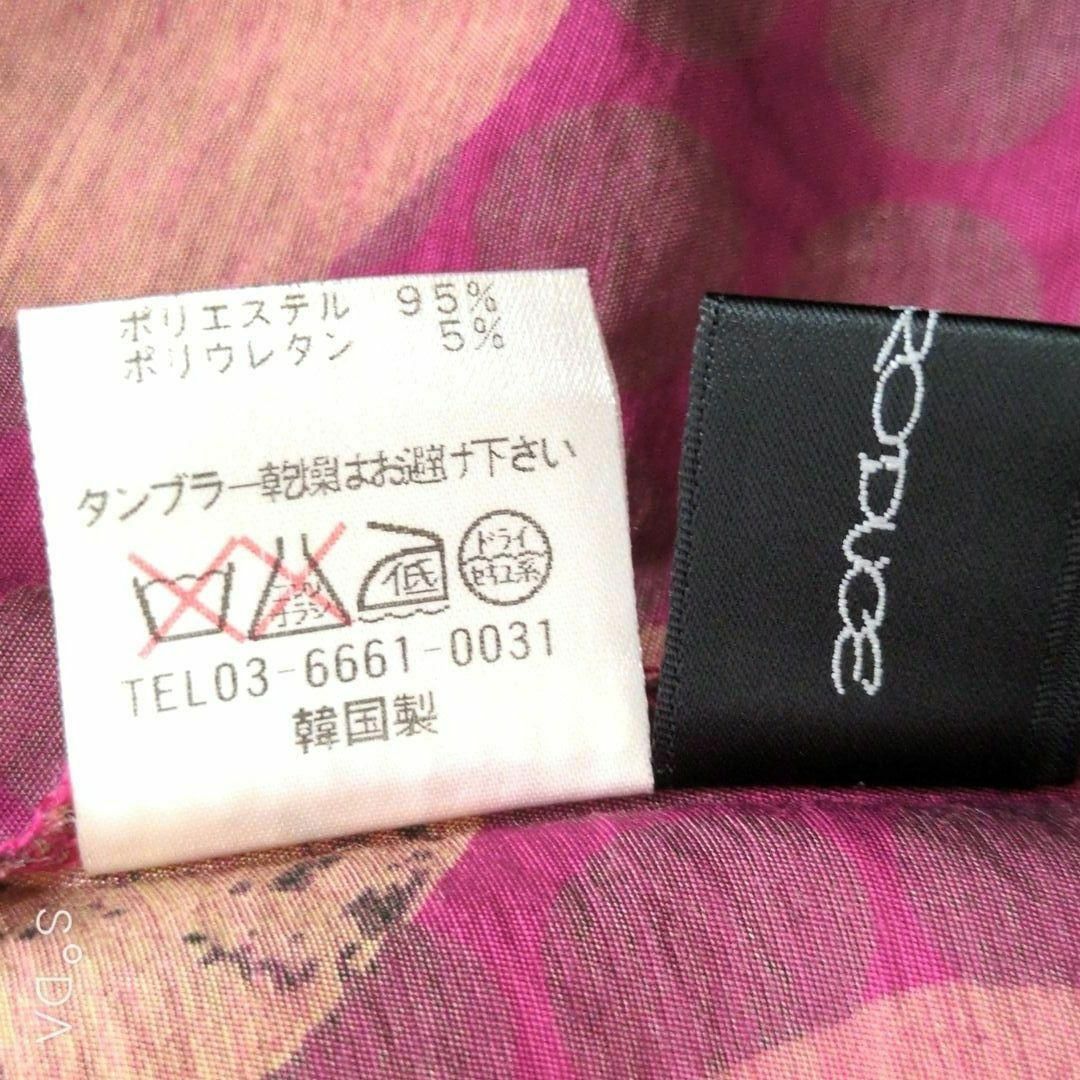 ポリエステル 95%
ポリウレタン 5%
タンブラー乾燥はお避け下さい
低
ドライ
セキユ系
TEL03-6661-0031
韓国製
RODUCE
S°DA